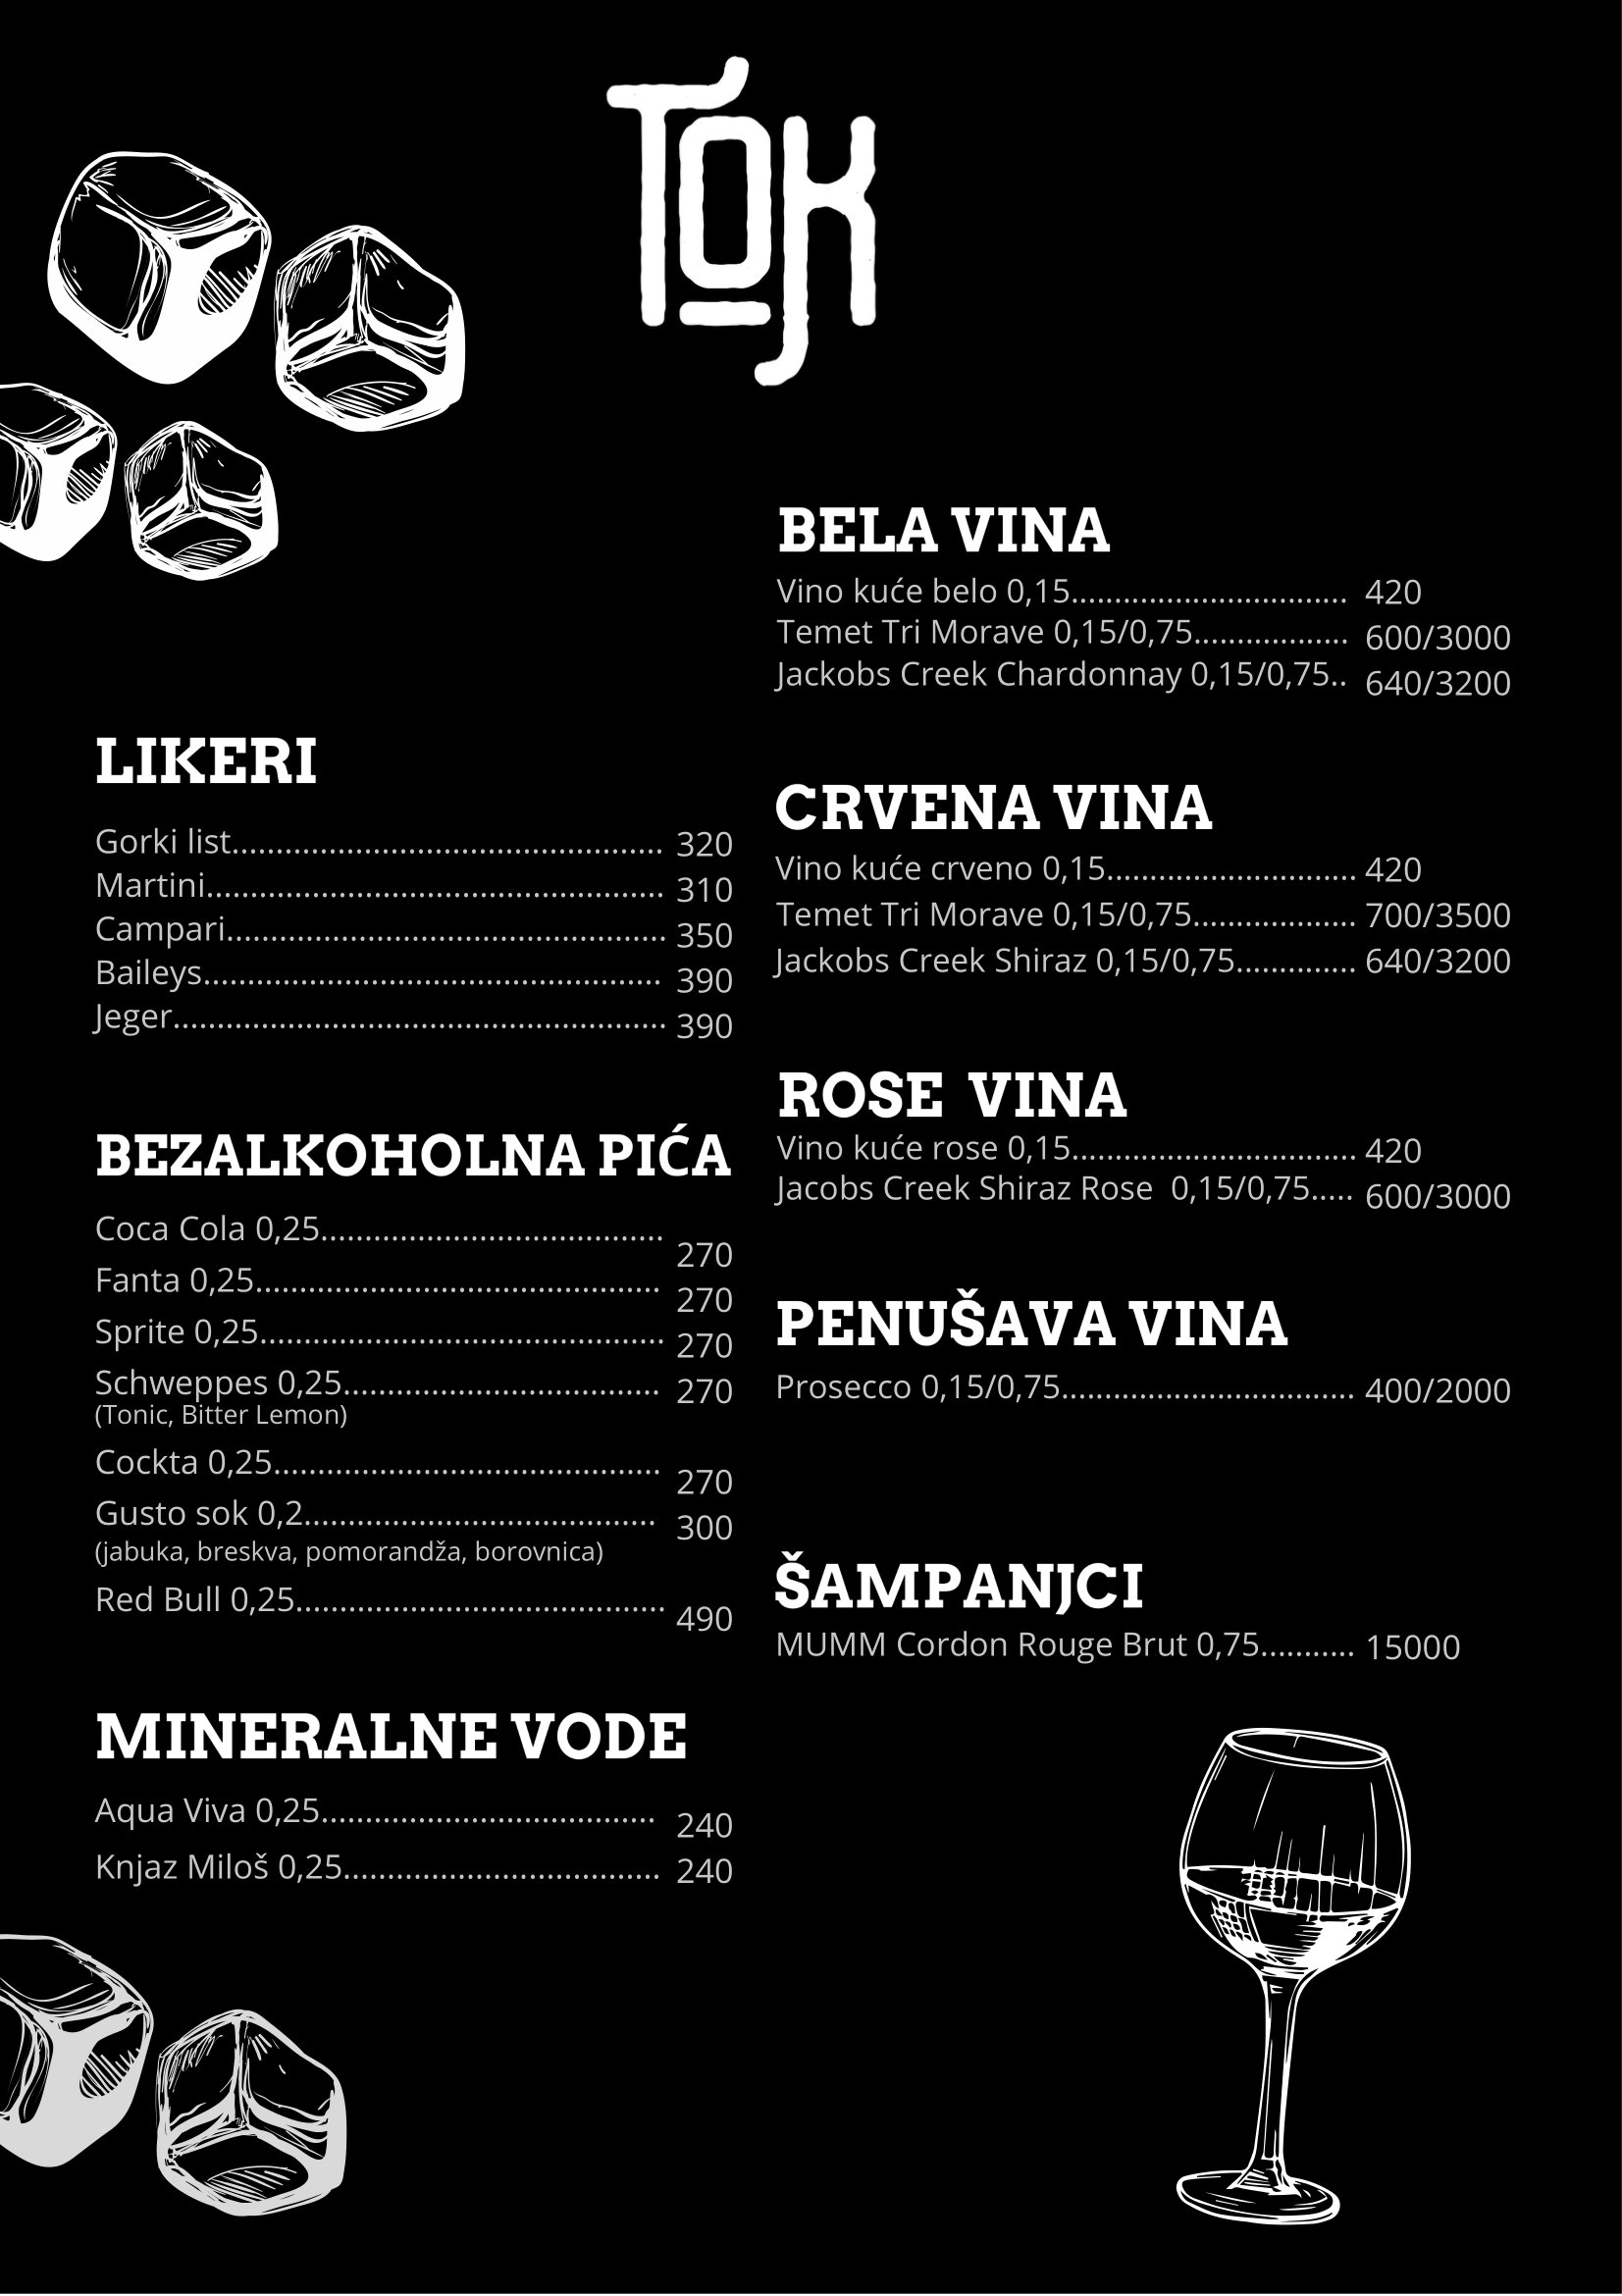 Tok
LIKERI
Gorki list................................................. 320
Martini.................................................... 310
Campari.................................................. 350
Baileys.................................................... 390
Jeger........................................................ 390
BEZALKOHOLNA PIĆA
Coca Cola 0,25....................................... 270
Fanta 0,25.............................................. 270
Sprite 0,25.............................................. 270
Schweppes 0,25.................................... 270
(Tonic, Bitter Lemon)
Cockta 0,25............................................ 270
Gusto sok 0,2........................................ 300
(jabuka, breskva, pomorandža, borovnica)
Red Bull 0,25.......................................... 490
MINERALNE VODE
Aqua Viva 0,25...................................... 240
Knjaz Miloš 0,25.................................... 240
BELA VINA
Vino kuće belo 0,15................................ 420
Temet Tri Morave 0,15/0,75.................. 600/3000
Jackobs Creek Chardonnay 0,15/0,75.. 640/3200
CRVENA VINA
Vino kuće crveno 0,15............................. 420
Temet Tri Morave 0,15/0,75................... 700/3500
Jackobs Creek Shiraz 0,15/0,75.............. 640/3200
ROSE VINA
Vino kuće rose 0,15................................. 420
Jacobs Creek Shiraz Rose 0,15/0,75..... 600/3000
PENUŠAVA VINA
Prosecco 0,15/0,75.................................. 400/2000
ŠAMPANJCI
MUMM Cordon Rouge Brut 0,75........... 15000